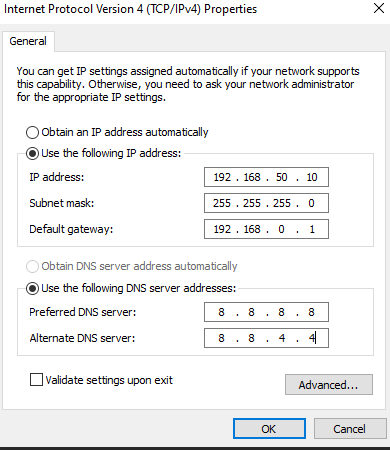 Internet Protocol Version 4 (TCP/IPv4) Properties
General
You can get IP settings assigned automatically if your network supports
this capability. Otherwise, you need to ask your network administrator
for the appropriate IP settings.
Obtain an IP address automatically
Use the following IP address:
IP address: 192 . 168 . 50 . 10
Subnet mask: 255 . 255 . 255 . 0
Default gateway: 192 . 168 . 0 . 1
Obtain DNS server address automatically
Use the following DNS server addresses:
Preferred DNS server: 8 . 8 . 8 . 8
Alternate DNS server: 8 . 8 . 4 . 4
Validate settings upon exit
Advanced...
OK Cancel